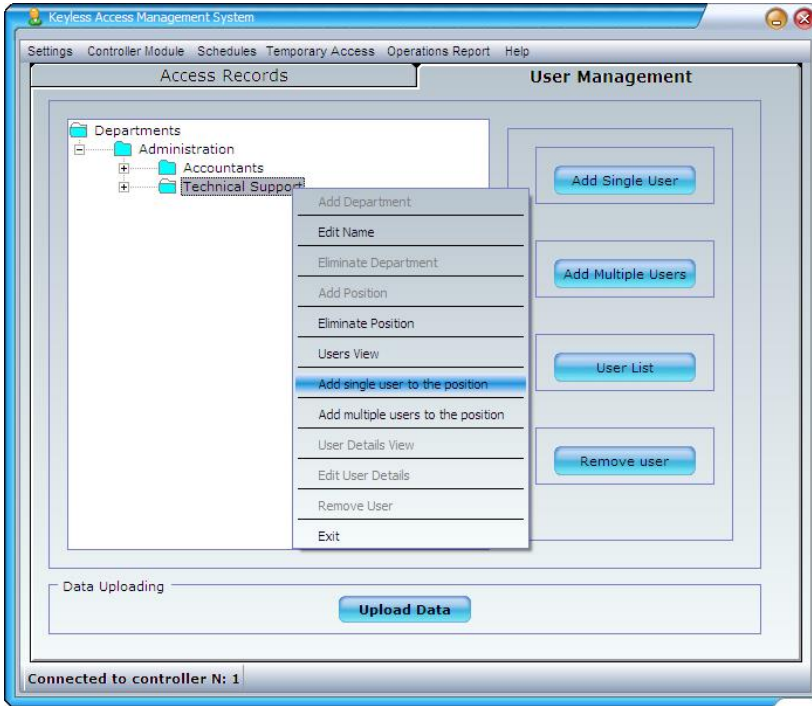 Keyless Access Management System
Settings Controller Module Schedules Temporary Access Operations Report Help
Access Records
User Management
Departments
Administration
Accountants
Technical Support
Add Department
Edit Name
Eliminate Department
Add Position
Eliminate Position
Users View
Add single user to the position
Add multiple users to the position
User Details View
Edit User Details
Remove User
Exit
Add Single User
Add Multiple Users
User List
Remove user
Data Uploading
Upload Data
Connected to controller N: 1